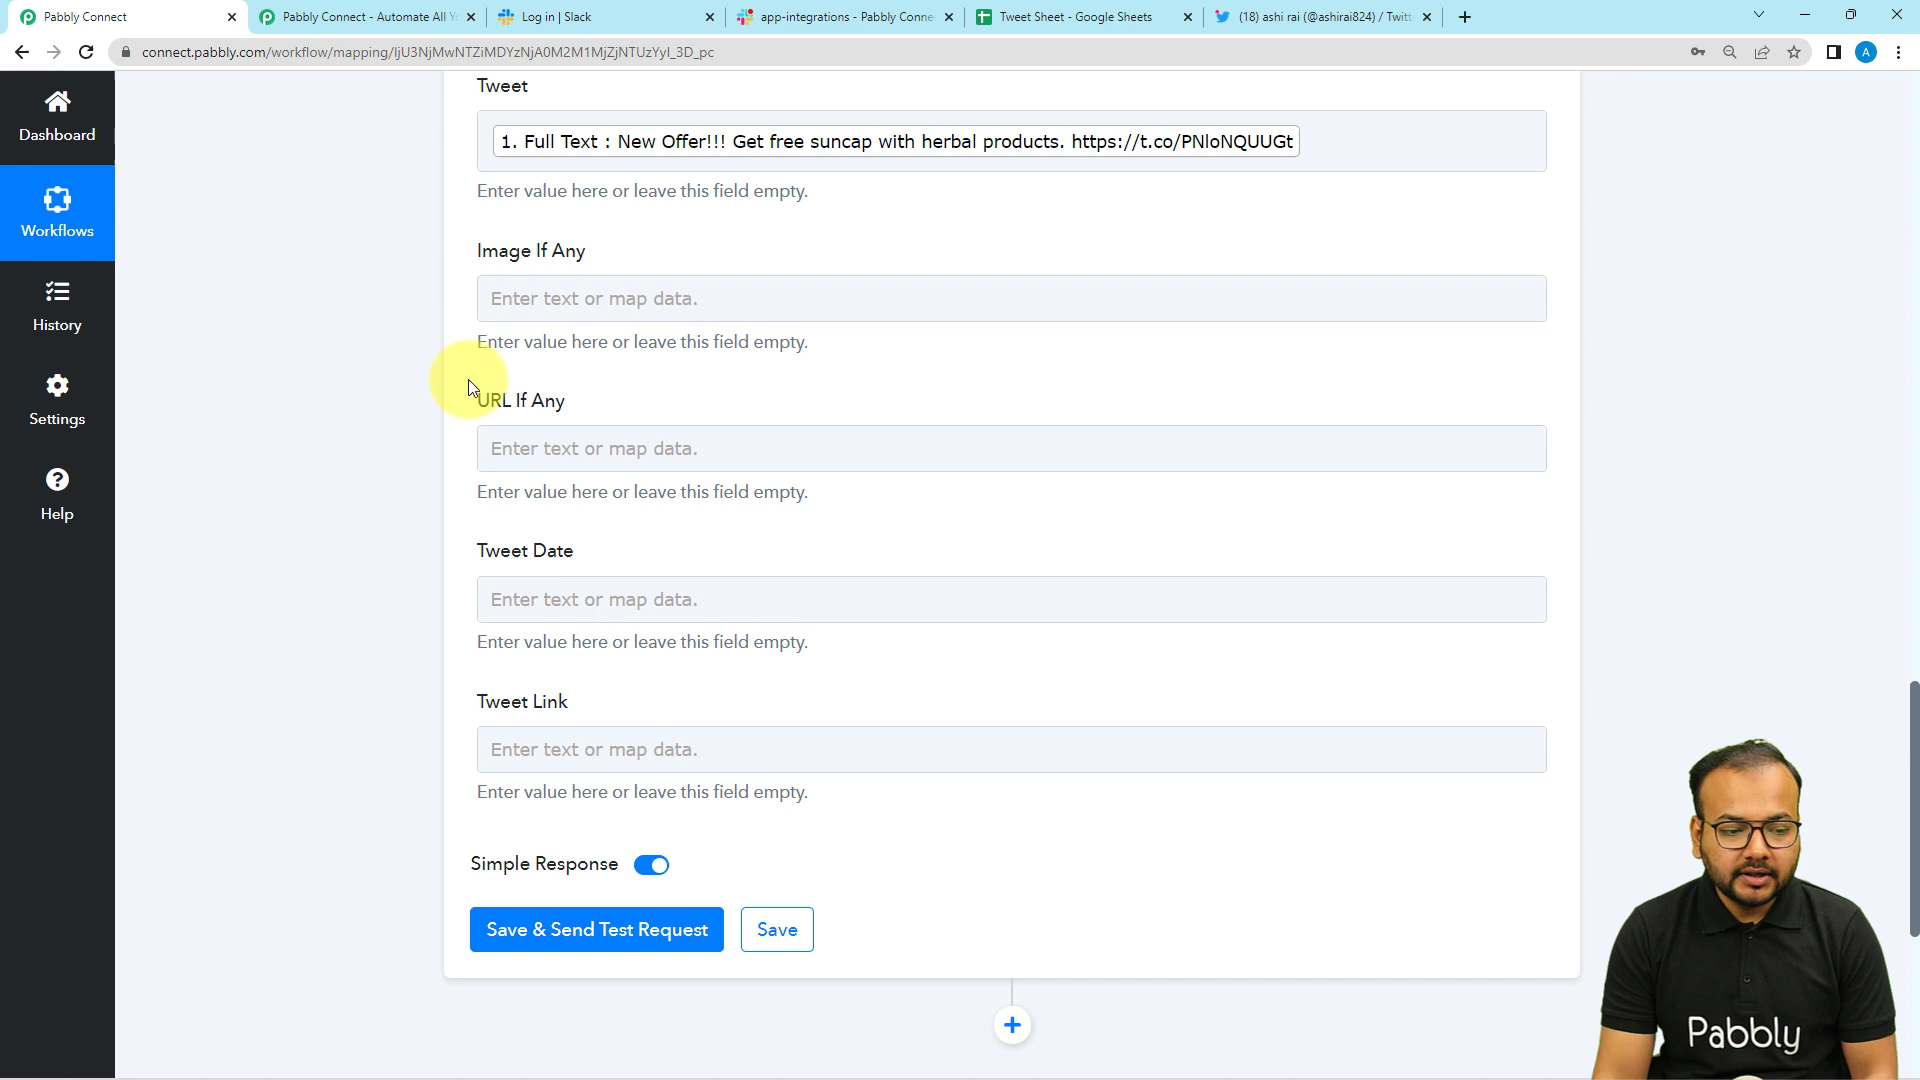 Pabbly Connect
Pabbly Connect - Automate All Y
Log in | Slack
app-integrations - Pabbly Conne
Tweet Sheet - Google Sheets
(18) ashi rai (@ashirai824) / Twitt
connect.pabbly.com/workflow/mapping/IjU3NjMwNTZiMDYzNjA0M2M1MjZjNTUzYyI_3D_pc
A
Dashboard
Workflows
History
Settings
Help
Tweet
1. Full Text : New Offer!!! Get free suncap with herbal products. https://t.co/PNloNQUUGt
Enter value here or leave this field empty.
Image If Any
Enter text or map data.
Enter value here or leave this field empty.
URL If Any
Enter text or map data.
Enter value here or leave this field empty.
Tweet Date
Enter text or map data.
Enter value here or leave this field empty.
Tweet Link
Enter text or map data.
Enter value here or leave this field empty.
Simple Response
Save & Send Test Request
Save
Pabbly